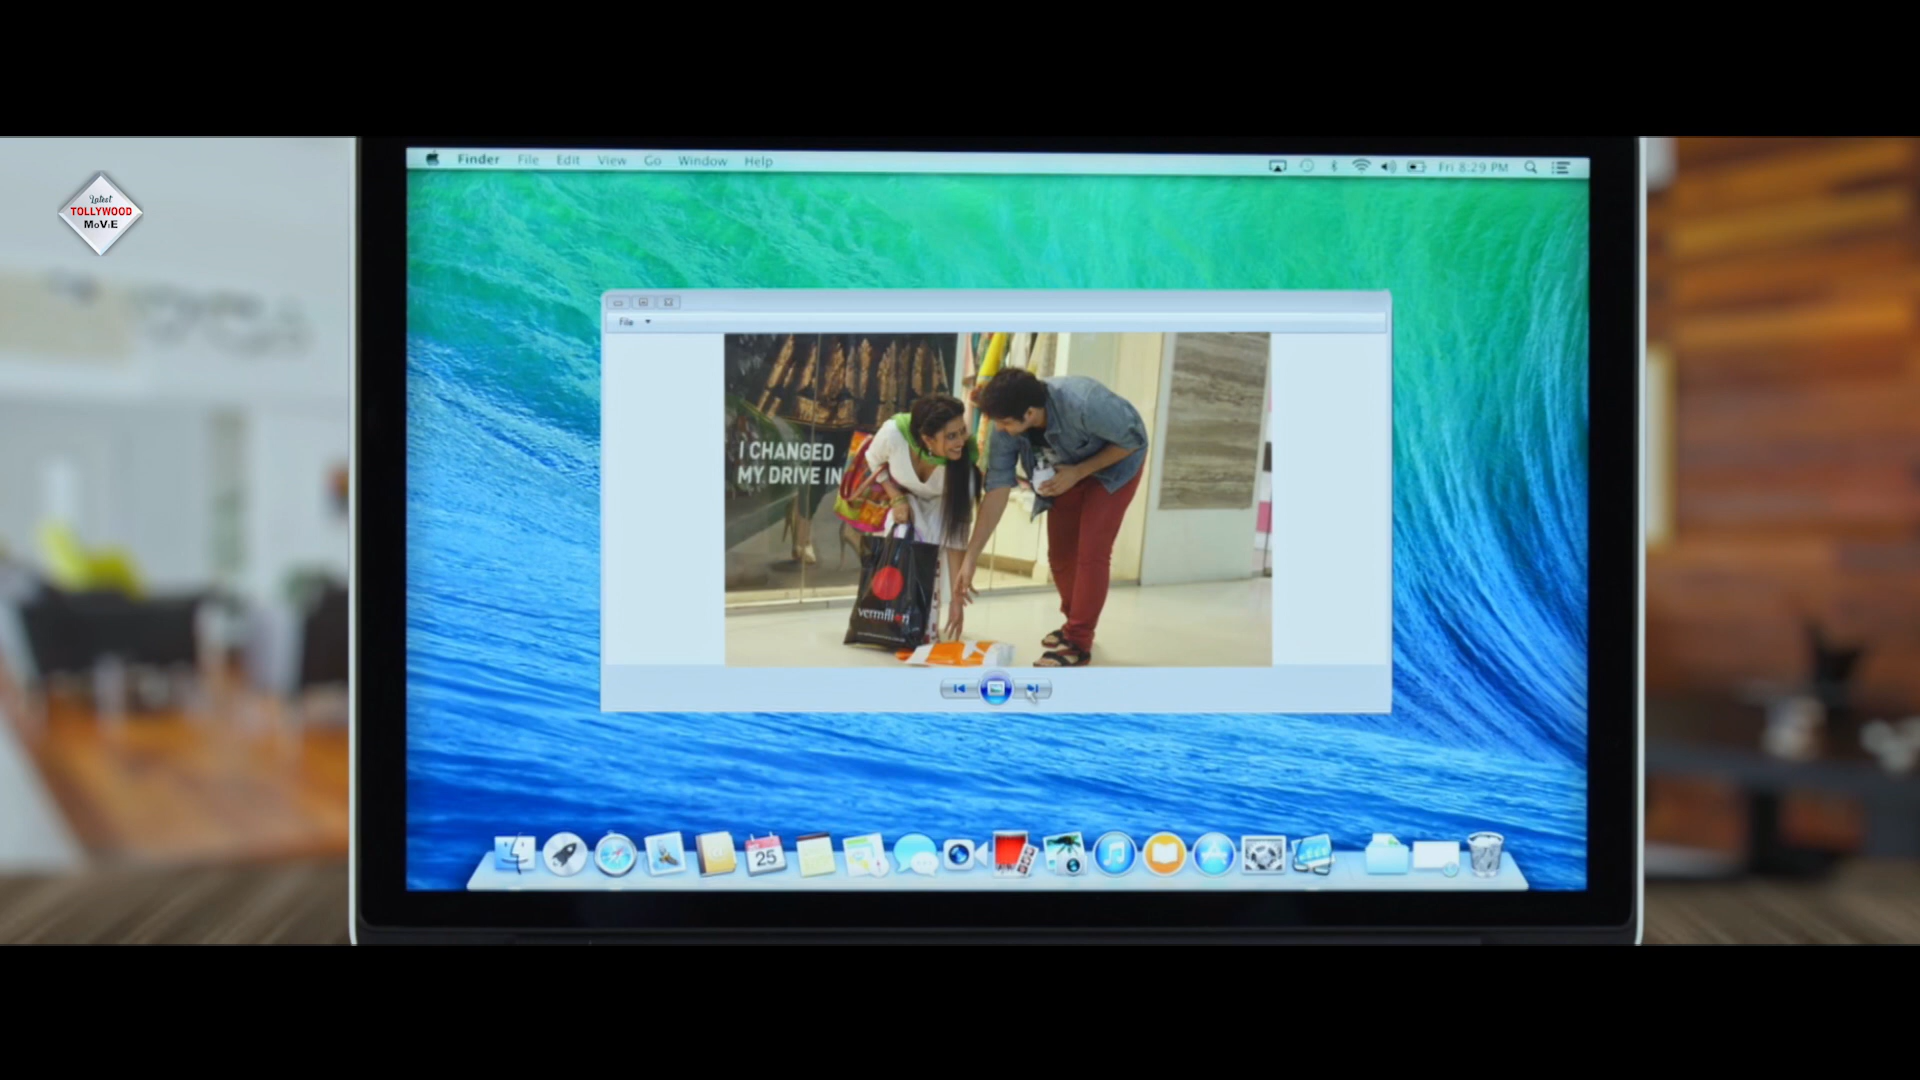 Finder File Edit View Go Window Help
Fri 8:29 PM
Latest
TOLLYWOOD
MoViE
File
I CHANGED
MY DRIVE IN
vermilion
25